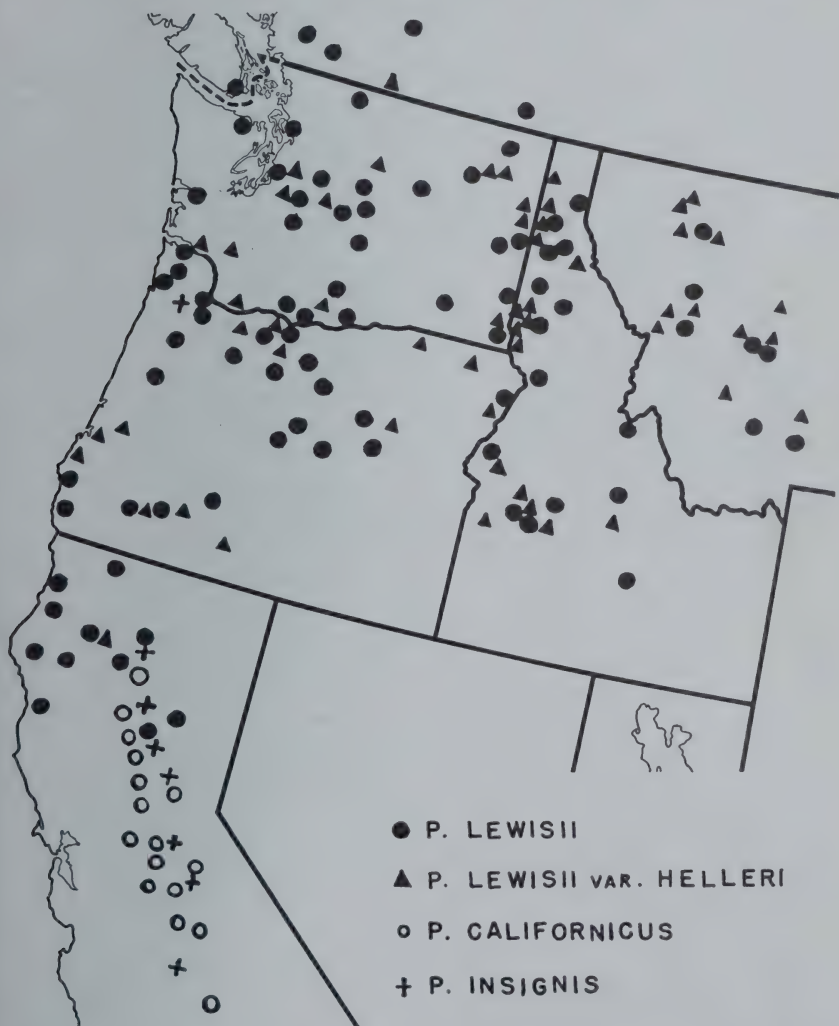 ● P. LEWISII
▲ P. LEWISII VAR. HELLERI
○ P. CALIFORNICUS
+ P. INSIGNIS